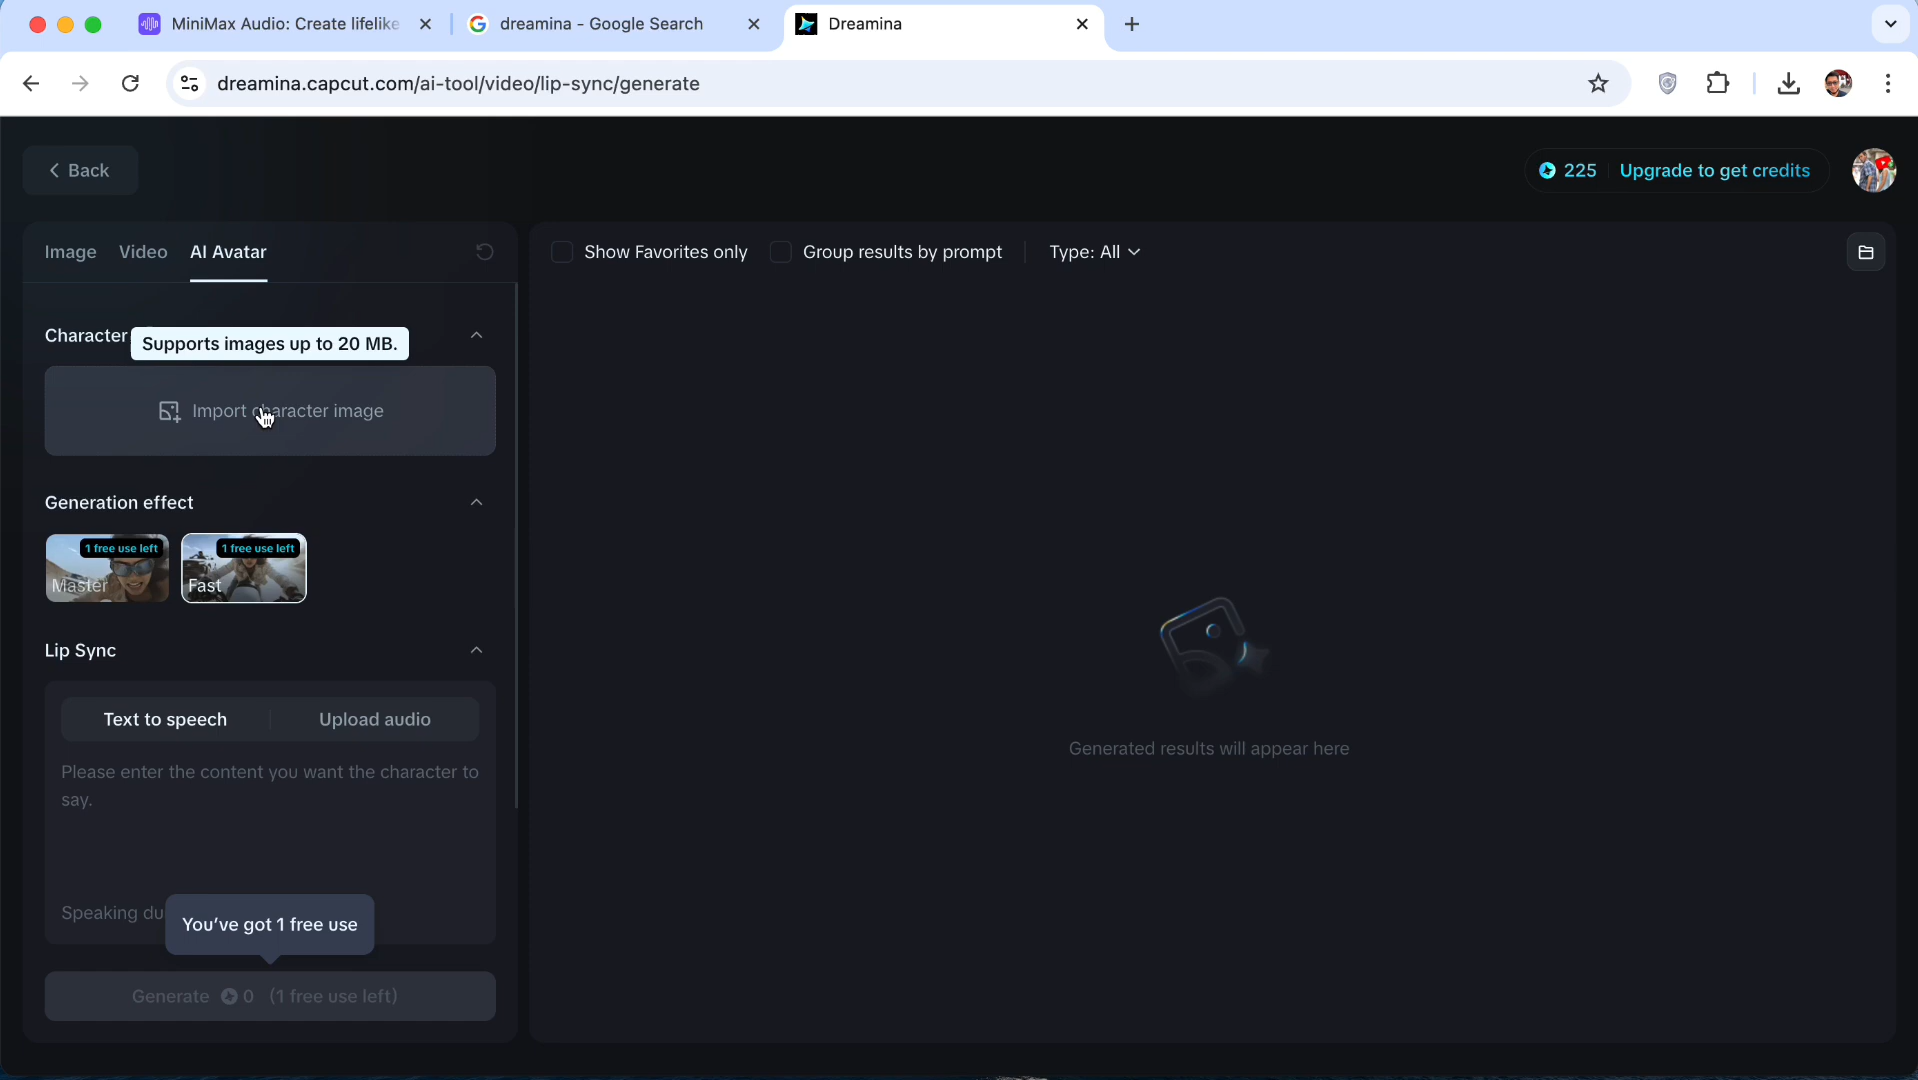 MiniMax Audio: Create lifelike
dreamina - Google Search
Dreamina
dreamina.capcut.com/ai-tool/video/lip-sync/generate
Back
225
Upgrade to get credits
Image
Video
AI Avatar
Show Favorites only
Group results by prompt
Type: All
Character
Supports images up to 20 MB.
Import character image
Generation effect
1 free use left
Master
1 free use left
Fast
Lip Sync
Text to speech
Upload audio
Please enter the content you want the character to
say.
Speaking du
You've got 1 free use
Generate 0 (1 free use left)
Generated results will appear here